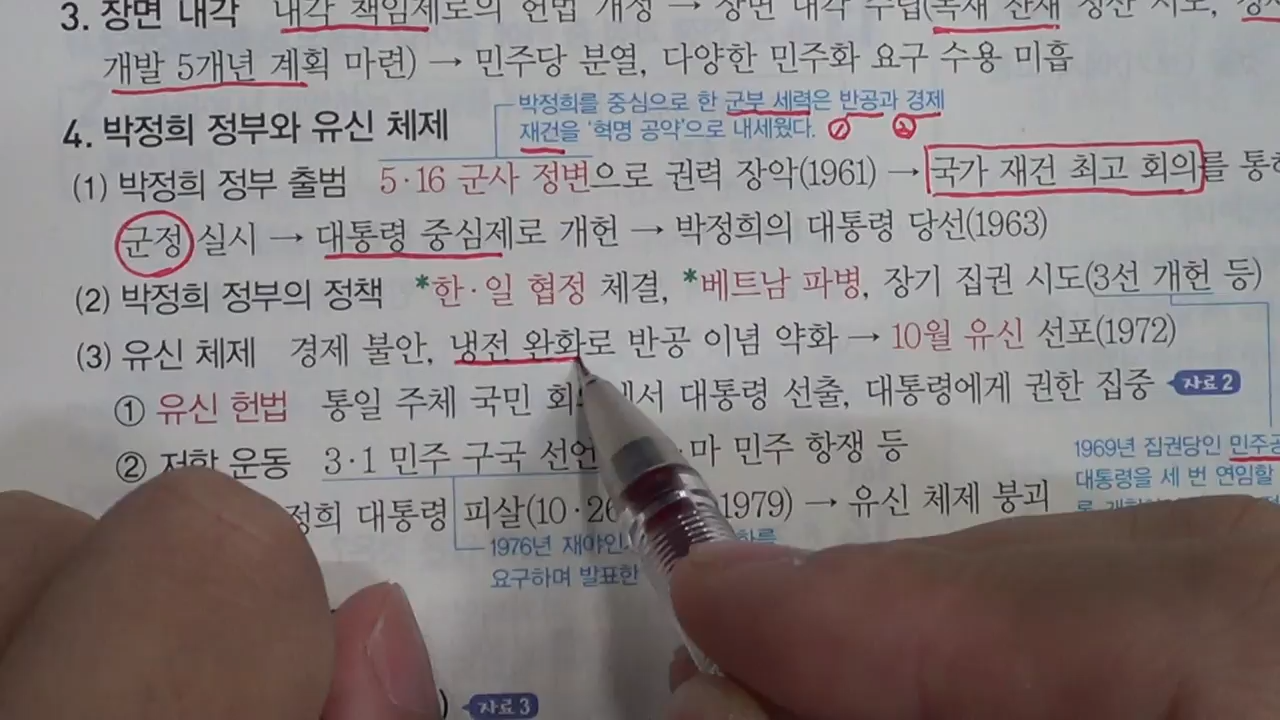 3. 장면 내각 내각 책임제로의 헌법 개정 → 장면 내각 수립(독재 잔재 청산 시도,
개발 5개년 계획 마련) → 민주당 분열, 다양한 민주화 요구 수용 미흡
박정희를 중심으로 한 군부 세력은 반공과 경제
재건을 '혁명 공약'으로 내세웠다. ① ②
4. 박정희 정부와 유신 체제
(1) 박정희 정부 출범 5·16 군사 정변으로 권력 장악(1961) → 국가 재건 최고 회의를 통
군정 실시 → 대통령 중심제로 개헌 → 박정희의 대통령 당선(1963)
(2) 박정희 정부의 정책 *한·일 협정 체결, *베트남 파병, 장기 집권 시도(3선 개헌 등)
(3) 유신 체제 경제 불안, 냉전 완화로 반공 이념 약화 → 10월 유신 선포(1972)
① 유신 헌법 통일 주체 국민 회 에서 대통령 선출, 대통령에게 권한 집중 자료 2
② 저항 운동 3·1 민주 구국 선언 ·마 민주 항쟁 등
1969년 집권당인 민주공
대통령을 세 번 연임할
정희 대통령 피살(10·26 1979) → 유신 체제 붕괴
1976년 재야인 를
요구하며 발표한
자료 3